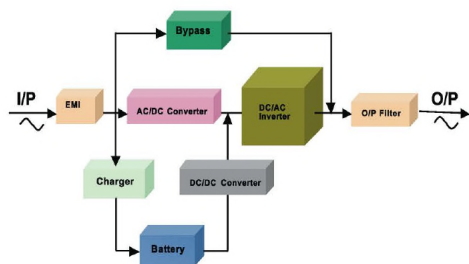 Bypass
I/P
EMI
AC/DC Converter
DC/AC
Inverter
O/P Filter
O/P
Charger
DC/DC Converter
Battery